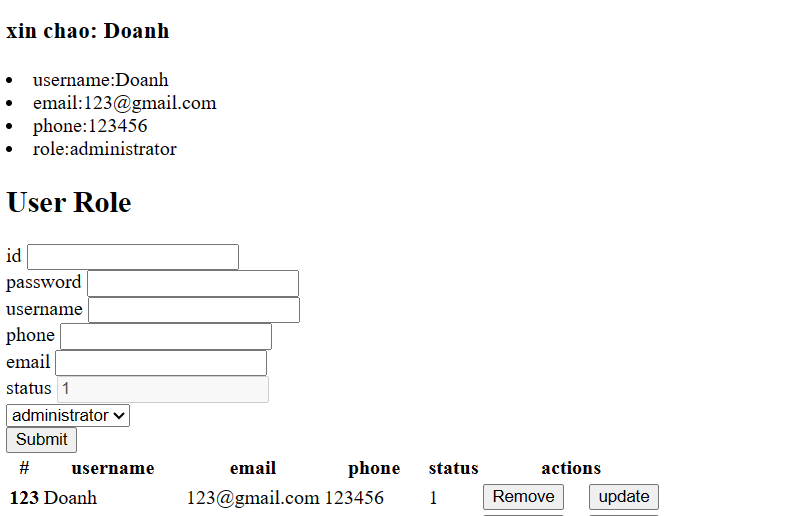 xin chao: Doanh
username:Doanh
email:123@gmail.com
phone:123456
role:administrator
User Role
id
password
username
phone
email
status 1
administrator
Submit
# username email phone status actions
123 Doanh 123@gmail.com 123456 1 Remove update